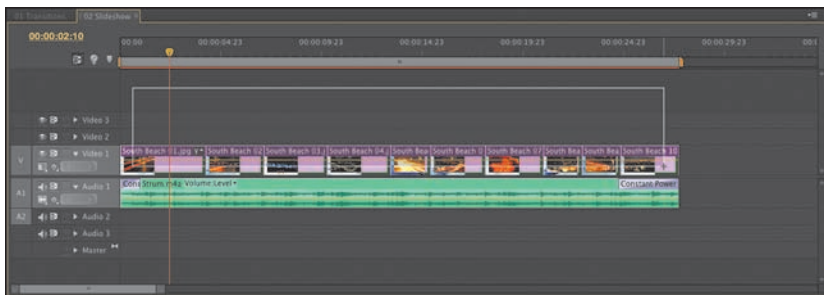 01 Transitions 02 Slideshow
00:00:02:10
00:00 00:00:04:23 00:00:09:23 00:00:14:23 00:00:19:23 00:00:24:23 00:00:29:23
Video 3
Video 2
V Video 1 South Beach 01.jpg South Beach 02 South Beach 03.j South Beach 04.j South Bea South Beach 0 South Beach 07 South Bea South Bea South Beach 10
A1 Audio 1 Cons Strum.m4a Volume:Level Constant Power
A2 Audio 2
Audio 3
Master